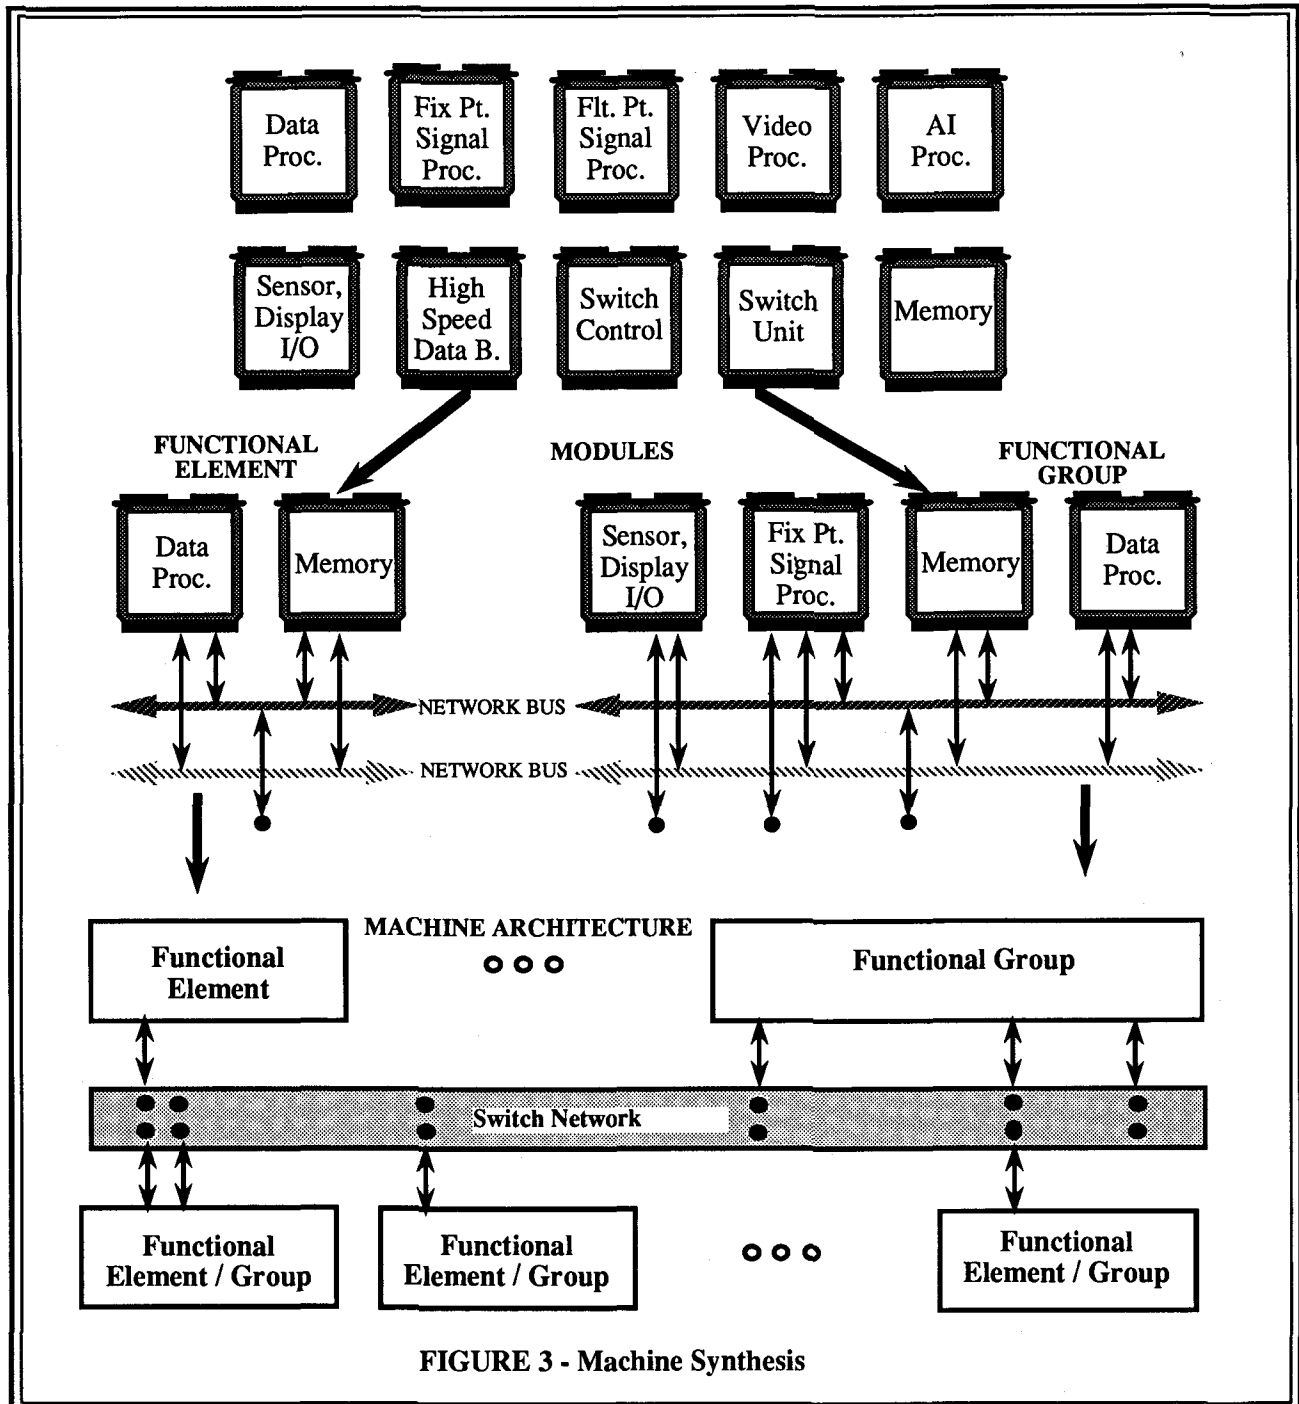 Data
Proc.
Fix Pt.
Signal
Proc.
Flt. Pt.
Signal
Proc.
Video
Proc.
AI
Proc.
Sensor,
Display
I/O
High
Speed
Data B.
Switch
Control
Switch
Unit
Memory
FUNCTIONAL
ELEMENT
MODULES
FUNCTIONAL
GROUP
Data
Proc.
Memory
Sensor,
Display
I/O
Fix Pt.
Signal
Proc.
Memory
Data
Proc.
NETWORK BUS
NETWORK BUS
MACHINE ARCHITECTURE
Functional
Element
Functional Group
Switch Network
Functional
Element / Group
Functional
Element / Group
Functional
Element / Group
FIGURE 3 - Machine Synthesis